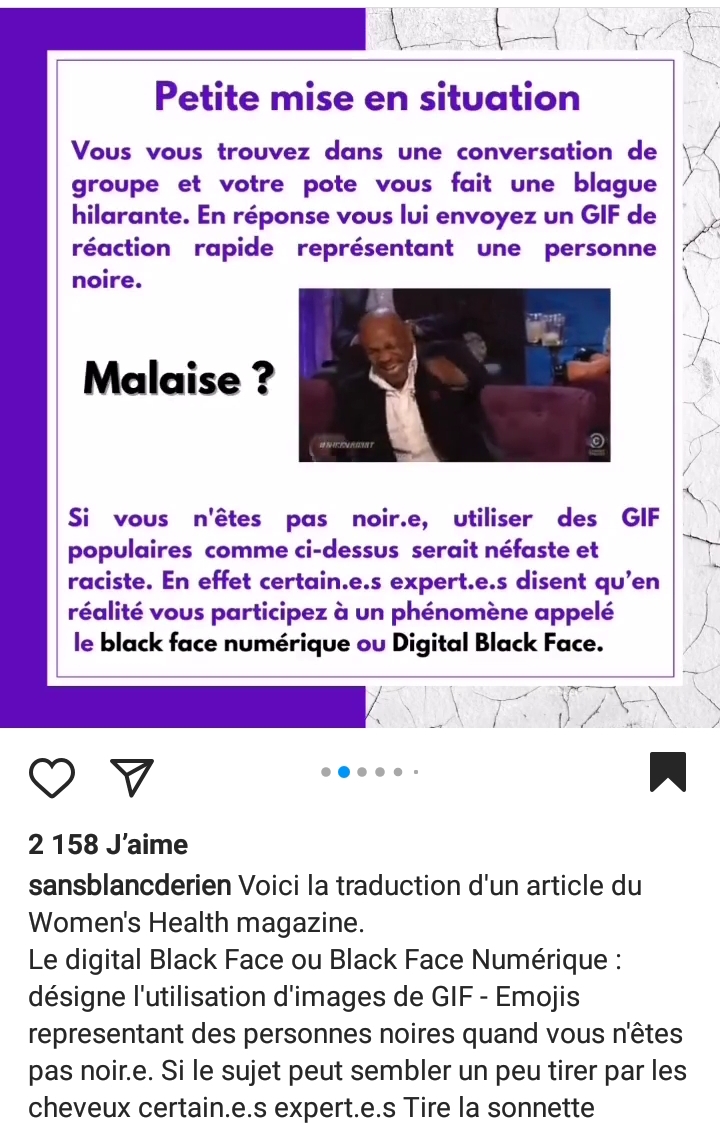 Petite mise en situation
Vous vous trouvez dans une conversation de
groupe et votre pote vous fait une blague
hilarante. En réponse vous lui envoyez un GIF de
réaction rapide représentant une personne
noire.
Malaise ?
Si vous n'êtes pas noir.e, utiliser des GIF
populaires comme ci-dessus serait néfaste et
raciste. En effet certain.e.s expert.e.s disent qu’en
réalité vous participez à un phénomène appelé
le black face numérique ou Digital Black Face.
2 158 J’aime
sansblancderien Voici la traduction d'un article du
Women's Health magazine.
Le digital Black Face ou Black Face Numérique :
désigne l'utilisation d'images de GIF - Emojis
representant des personnes noires quand vous n'êtes
pas noir.e. Si le sujet peut sembler un peu tirer par les
cheveux certain.e.s expert.e.s Tire la sonnette